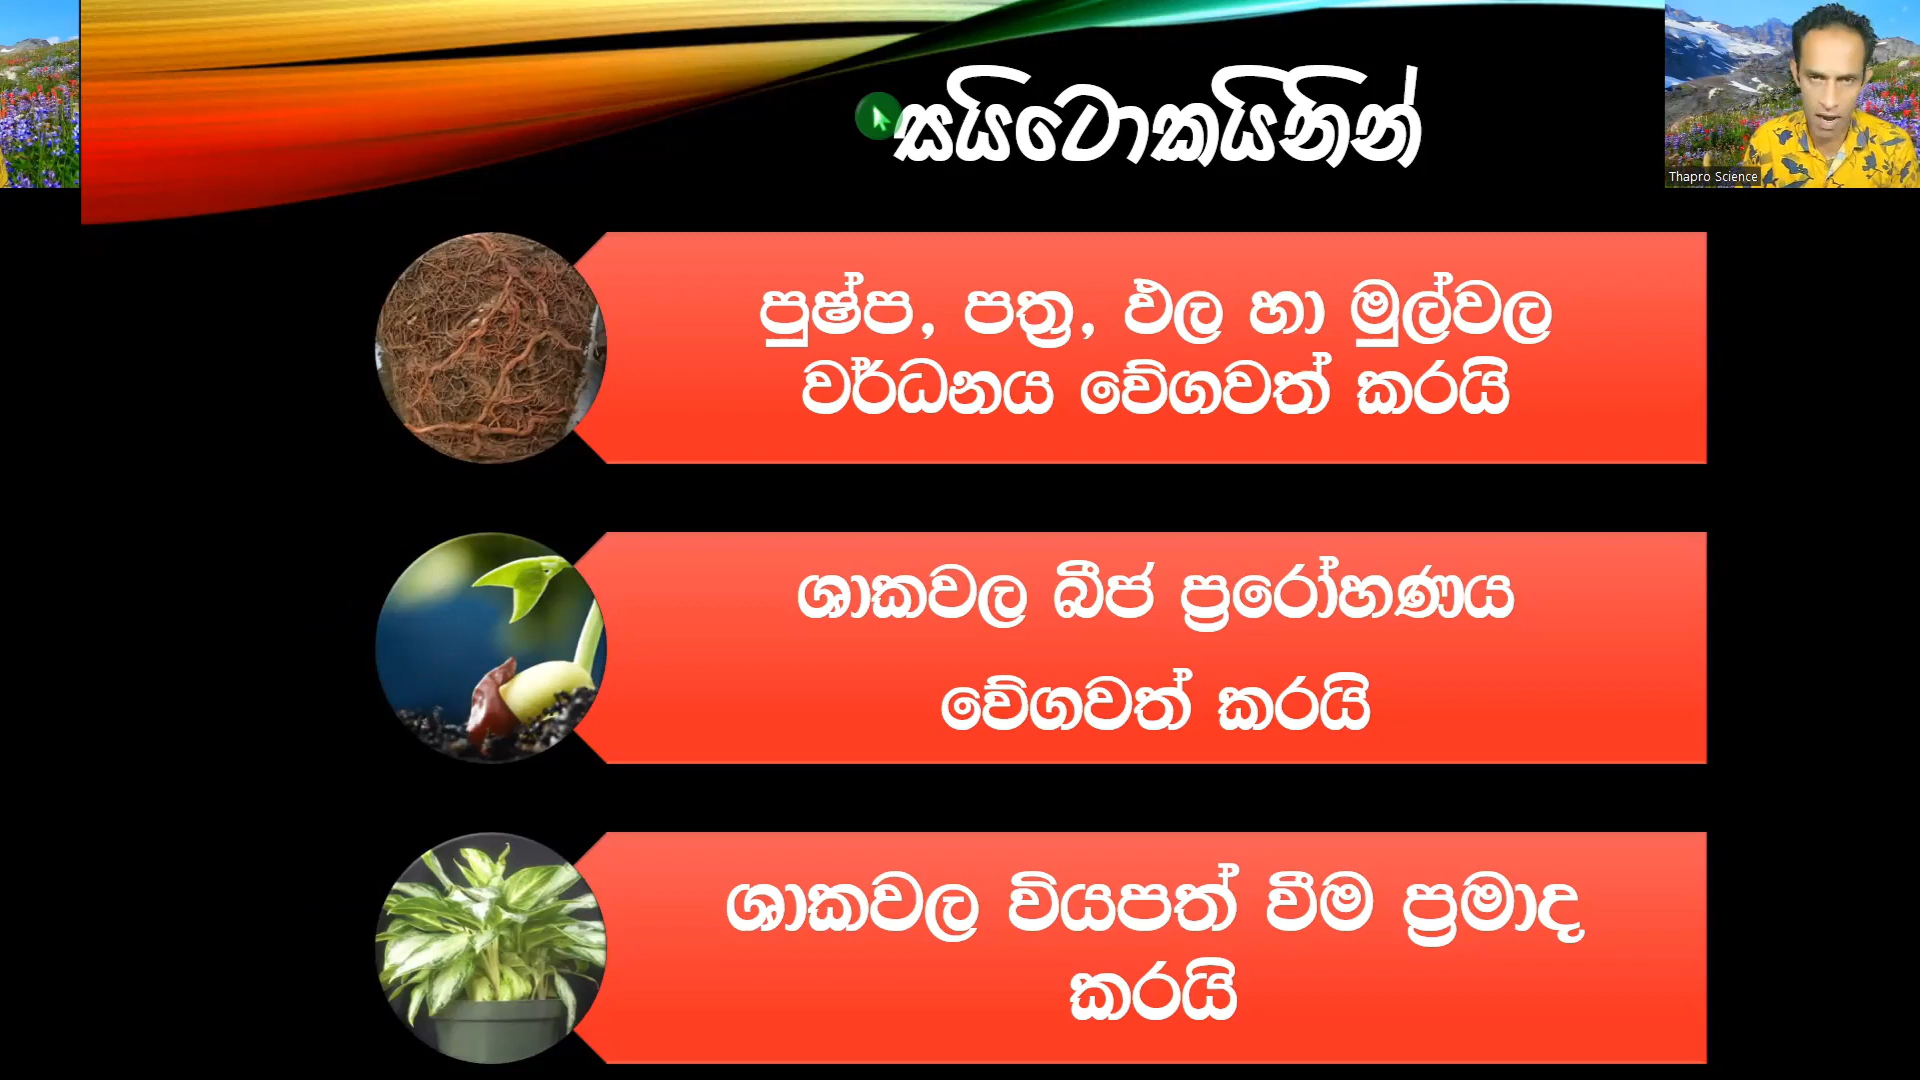 සයිටොකයිනින්
Thapro Science
පුෂ්ප, පත්‍ර, ඵල හා මුල්වල
වර්ධනය වේගවත් කරයි
ශාකවල බීජ ප්‍රරෝහණය
වේගවත් කරයි
ශාකවල වියපත් වීම ප්‍රමාද
කරයි